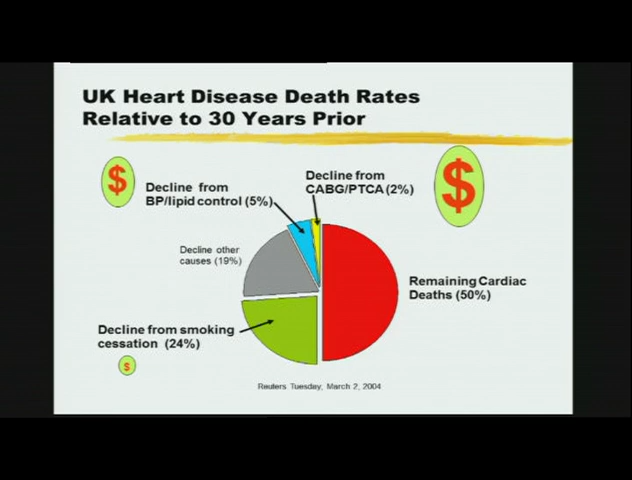 UK Heart Disease Death Rates
Relative to 30 Years Prior
$
$
Decline from
BP/lipid control (5%)
Decline from
CABG/PTCA (2%)
Decline other
causes (19%)
Remaining Cardiac
Deaths (50%)
Decline from smoking
cessation (24%)
$
Reuters Tuesday, March 2, 2004